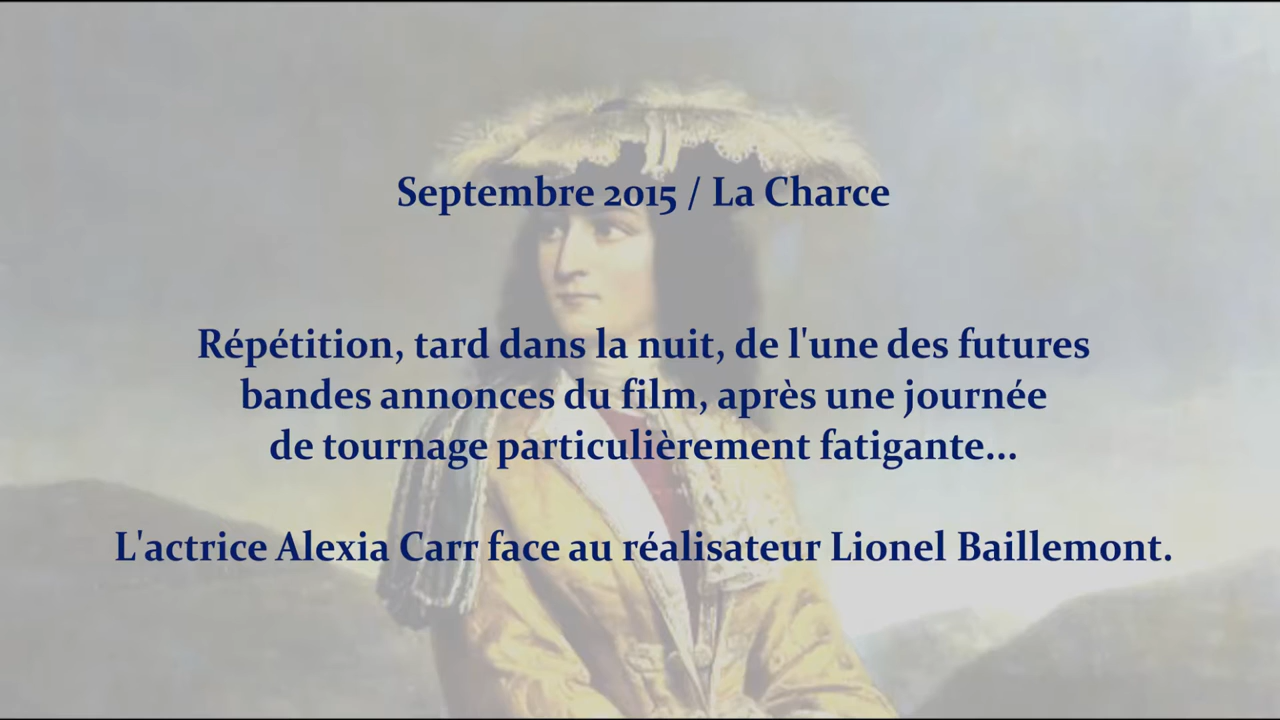 Septembre 2015 / La Charce
Répétition, tard dans la nuit, de l'une des futures
bandes annonces du film, après une journée
de tournage particulièrement fatigante...
L'actrice Alexia Carr face au réalisateur Lionel Baillemont.